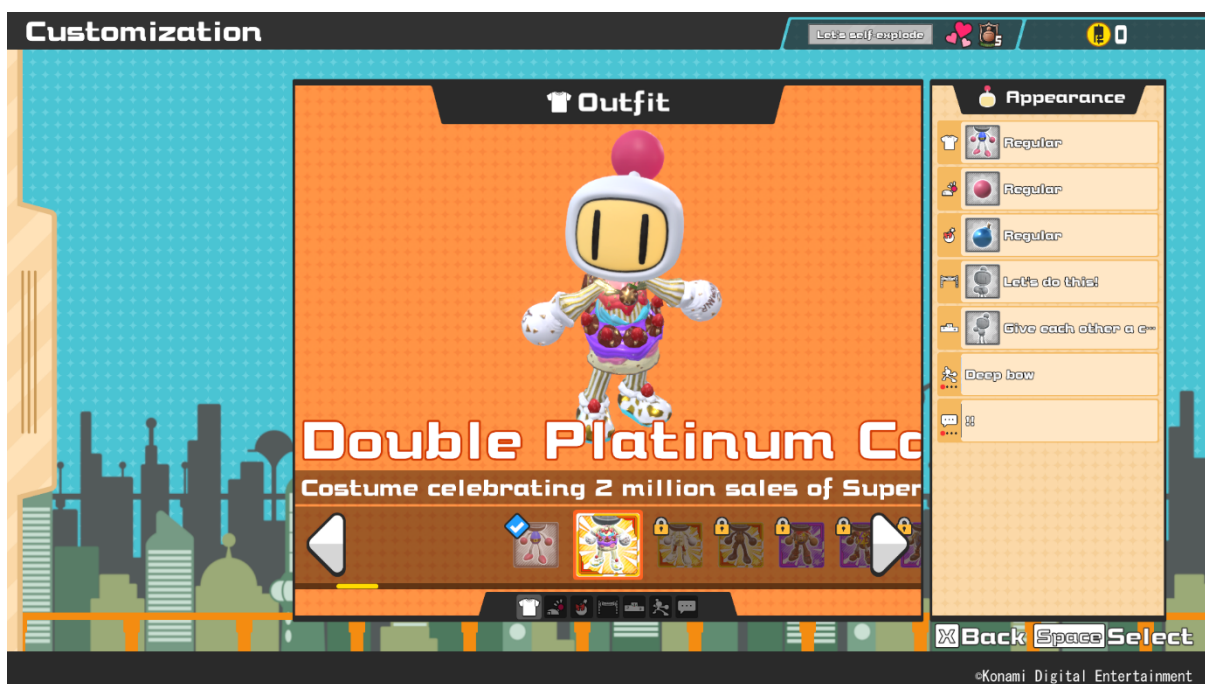 Customization
Let's self explode
5
0
Outfit
Appearance
Regular
Regular
Regular
Let's do this!
Give each other a c…
Deep bow
!!
Double Platinum Co
Costume celebrating 2 million sales of Super
X Back Space Select
©Konami Digital Entertainment